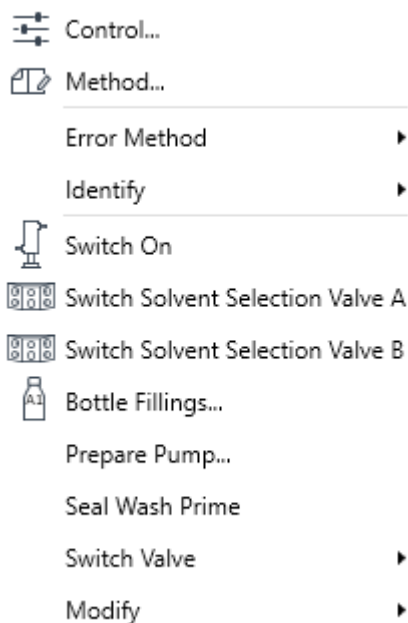 Control...
Method...
Error Method
Identify
Switch On
Switch Solvent Selection Valve A
Switch Solvent Selection Valve B
A1 Bottle Fillings...
Prepare Pump...
Seal Wash Prime
Switch Valve
Modify